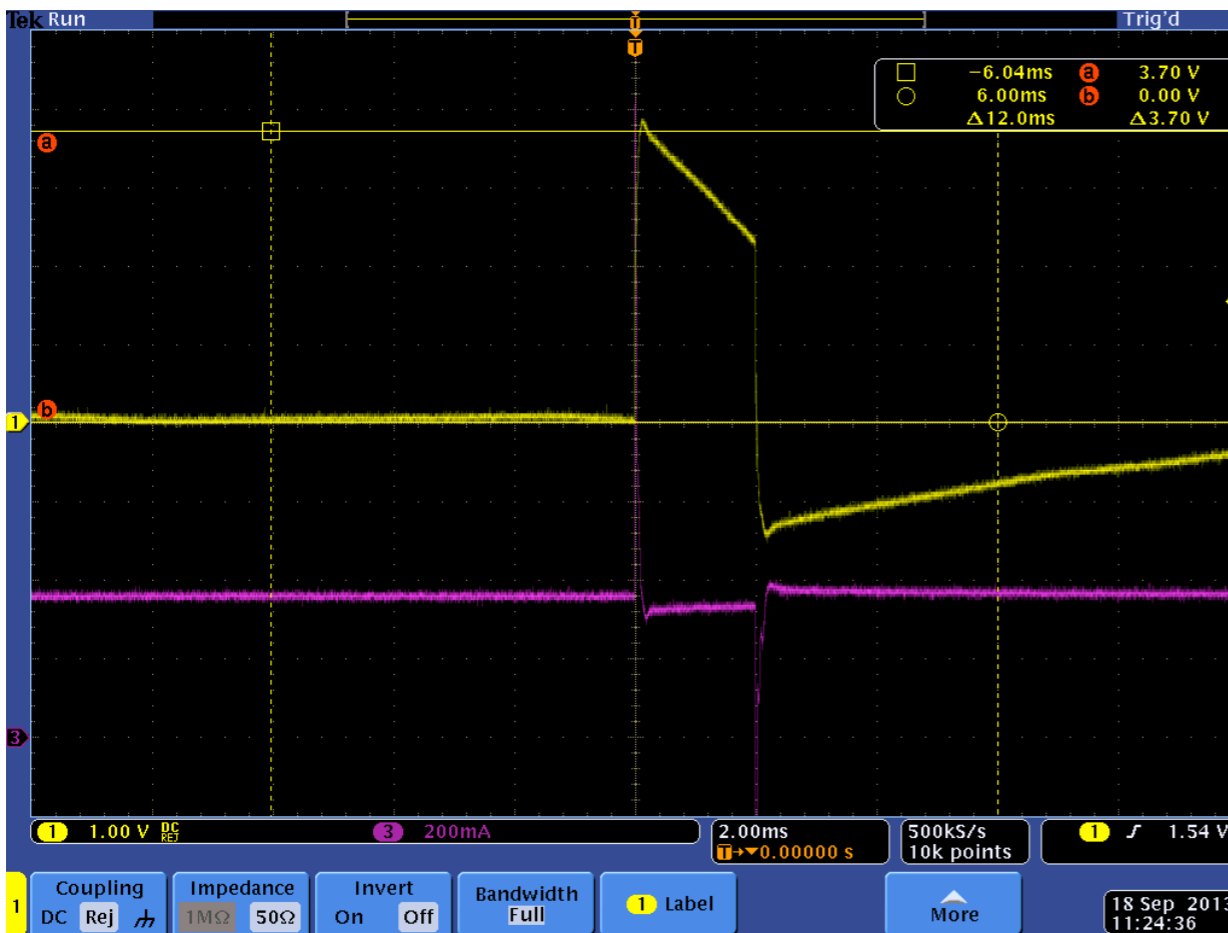 Tek Run Trig'd
T
T
−6.04ms a 3.70 V
6.00ms b 0.00 V
Δ12.0ms Δ3.70 V
a
b
1
3
1 1.00 V DC REJ 3 200mA 2.00ms 500kS/s 1 1.54 V
T→▼0.00000 s 10k points
1
Coupling Impedance Invert Bandwidth 1 Label More
DC Rej 1MΩ 50Ω On Off Full
18 Sep 2013
11:24:36